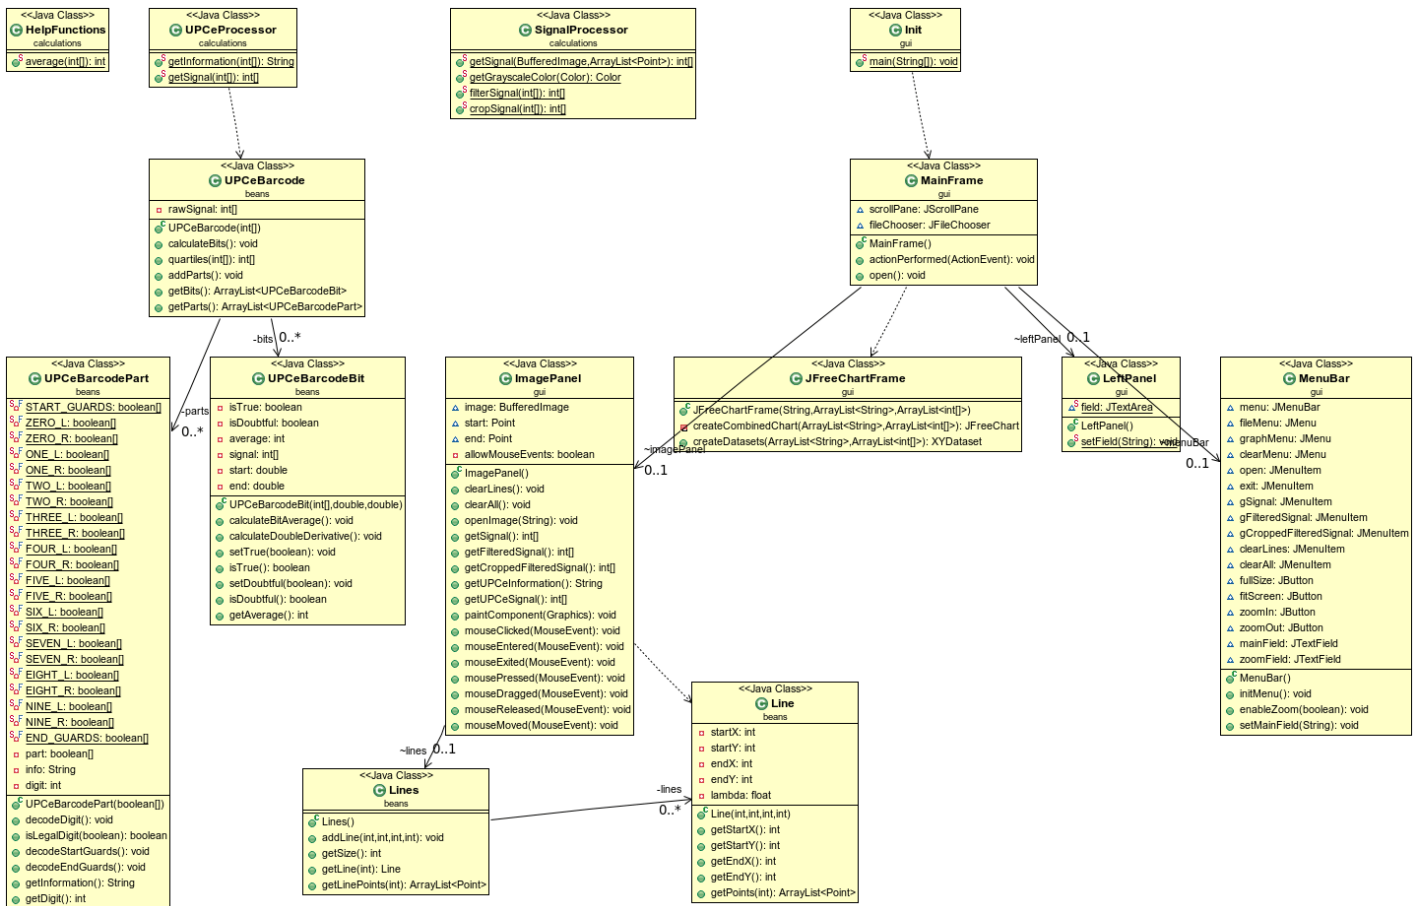 <<Java Class>>
HelpFunctions
calculations
average(int[]): int
<<Java Class>>
UPCeProcessor
calculations
getInformation(int[]): String
getSignal(int[]): int[]
<<Java Class>>
SignalProcessor
calculations
getSignal(BufferedImage,ArrayList<Point>): int[]
getGrayscaleColor(Color): Color
filterSignal(int[]): int[]
cropSignal(int[]): int[]
<<Java Class>>
Init
gui
main(String[]): void
<<Java Class>>
UPCeBarcode
beans
rawSignal: int[]
UPCeBarcode(int[])
calculateBits(): void
quartiles(int[]): int[]
addParts(): void
getBits(): ArrayList<UPCeBarcodeBit>
getParts(): ArrayList<UPCeBarcodePart>
<<Java Class>>
MainFrame
gui
scrollPane: JScrollPane
fileChooser: JFileChooser
MainFrame()
actionPerformed(ActionEvent): void
open(): void
-bits 0..*
-parts
0..*
~leftPanel 0..1
~imagePanel
0..1
~menuBar
0..1
<<Java Class>>
UPCeBarcodePart
beans
START_GUARDS: boolean[]
ZERO_L: boolean[]
ZERO_R: boolean[]
ONE_L: boolean[]
ONE_R: boolean[]
TWO_L: boolean[]
TWO_R: boolean[]
THREE_L: boolean[]
THREE_R: boolean[]
FOUR_L: boolean[]
FOUR_R: boolean[]
FIVE_L: boolean[]
FIVE_R: boolean[]
SIX_L: boolean[]
SIX_R: boolean[]
SEVEN_L: boolean[]
SEVEN_R: boolean[]
EIGHT_L: boolean[]
EIGHT_R: boolean[]
NINE_L: boolean[]
NINE_R: boolean[]
END_GUARDS: boolean[]
part: boolean[]
info: String
digit: int
UPCeBarcodePart(boolean[])
decodeDigit(): void
isLegalDigit(boolean): boolean
decodeStartGuards(): void
decodeEndGuards(): void
getInformation(): String
getDigit(): int
<<Java Class>>
UPCeBarcodeBit
beans
isTrue: boolean
isDoubtful: boolean
average: int
signal: int[]
start: double
end: double
UPCeBarcodeBit(int[],double,double)
calculateBitAverage(): void
calculateDoubleDerivative(): void
setTrue(boolean): void
isTrue(): boolean
setDoubtful(boolean): void
isDoubtful(): boolean
getAverage(): int
<<Java Class>>
ImagePanel
gui
image: BufferedImage
start: Point
end: Point
allowMouseEvents: boolean
ImagePanel()
clearLines(): void
clearAll(): void
openImage(String): void
getSignal(): int[]
getFilteredSignal(): int[]
getCroppedFilteredSignal(): int[]
getUPCeInformation(): String
getUPCeSignal(): int[]
paintComponent(Graphics): void
mouseClicked(MouseEvent): void
mouseEntered(MouseEvent): void
mouseExited(MouseEvent): void
mousePressed(MouseEvent): void
mouseDragged(MouseEvent): void
mouseReleased(MouseEvent): void
mouseMoved(MouseEvent): void
<<Java Class>>
JFreeChartFrame
gui
JFreeChartFrame(String,ArrayList<String>,ArrayList<int[]>)
createCombinedChart(ArrayList<String>,ArrayList<int[]>): JFreeChart
createDatasets(ArrayList<String>,ArrayList<int[]>): XYDataset
<<Java Class>>
LeftPanel
gui
field: JTextArea
LeftPanel()
setField(String): void
<<Java Class>>
MenuBar
gui
menu: JMenuBar
fileMenu: JMenu
graphMenu: JMenu
clearMenu: JMenu
open: JMenuItem
exit: JMenuItem
gSignal: JMenuItem
gFilteredSignal: JMenuItem
gCroppedFilteredSignal: JMenuItem
clearLines: JMenuItem
clearAll: JMenuItem
fullSize: JButton
fitScreen: JButton
zoomIn: JButton
zoomOut: JButton
mainField: JTextField
zoomField: JTextField
MenuBar()
initMenu(): void
enableZoom(boolean): void
setMainField(String): void
~lines 0..1
<<Java Class>>
Lines
beans
Lines()
addLine(int,int,int,int): void
getSize(): int
getLine(int): Line
getLinePoints(int): ArrayList<Point>
-lines
0..*
<<Java Class>>
Line
beans
startX: int
startY: int
endX: int
endY: int
lambda: float
Line(int,int,int,int)
getStartX(): int
getStartY(): int
getEndX(): int
getEndY(): int
getPoints(int): ArrayList<Point>